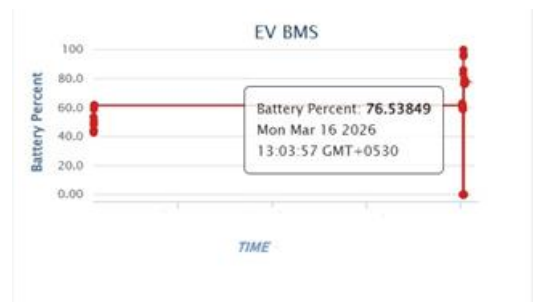 EV BMS
100
80.0
60.0
40.0
20.0
0.00
Battery Percent
Battery Percent: 76.53849
Mon Mar 16 2026
13:03:57 GMT+0530
TIME